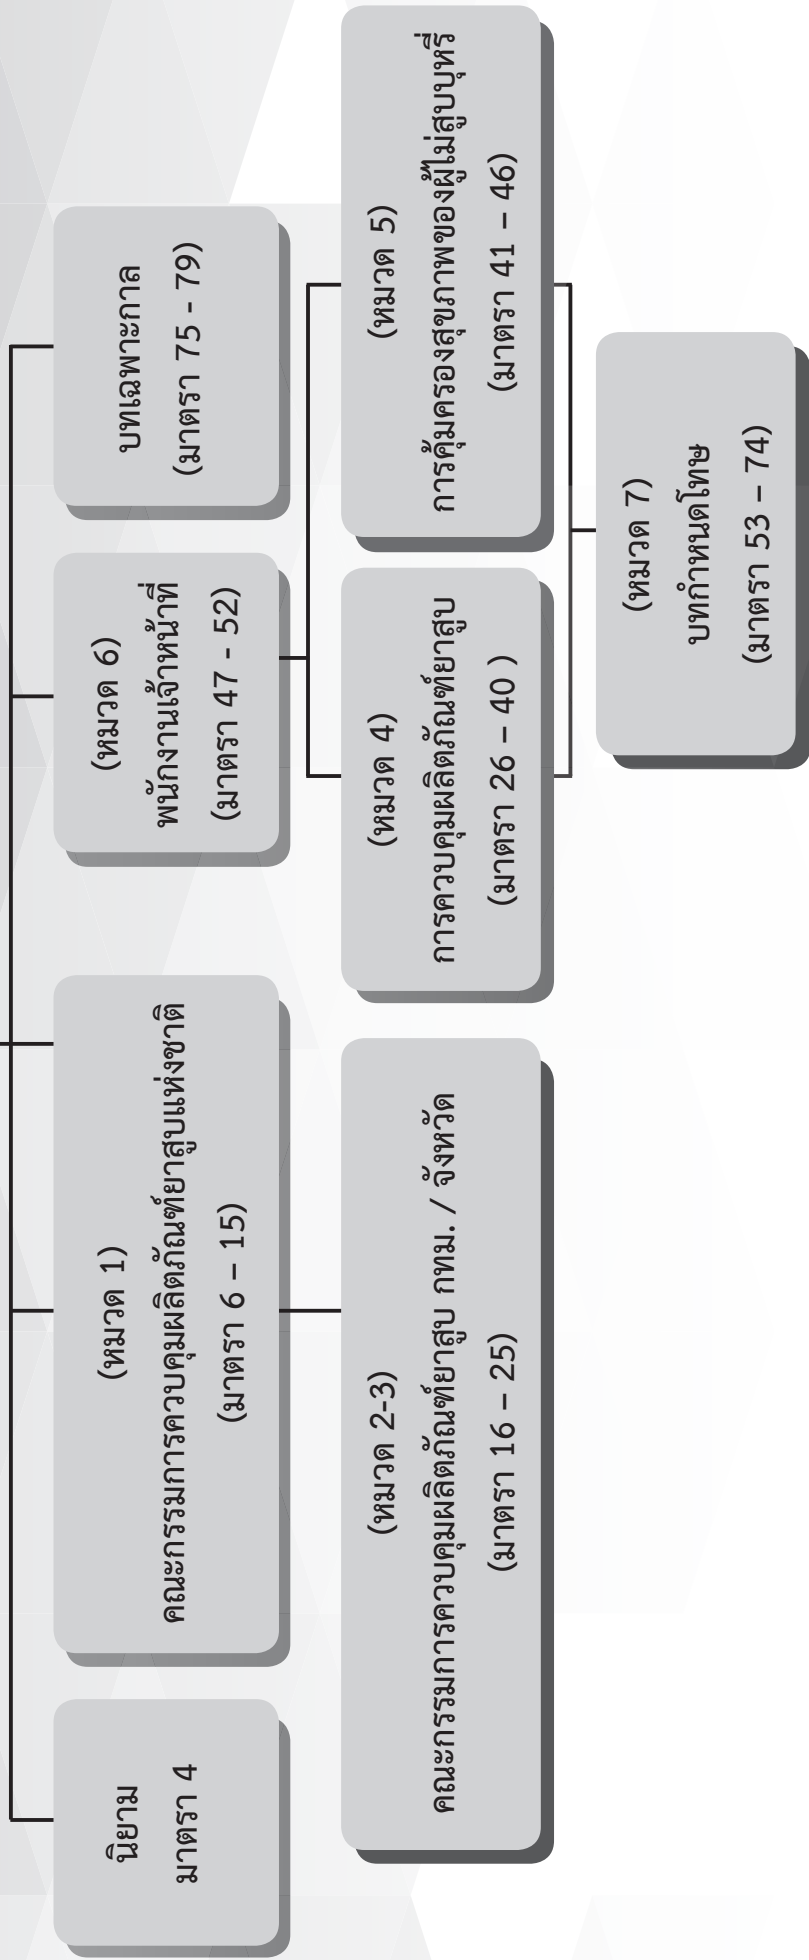 นิยาม
มาตรา 4
(หมวด 1)
คณะกรรมการควบคุมผลิตภัณฑ์ยาสูบแห่งชาติ
(มาตรา 6 – 15)
(หมวด 6)
พนักงานเจ้าหน้าที่
(มาตรา 47 - 52)
บทเฉพาะกาล
(มาตรา 75 - 79)
(หมวด 2-3)
คณะกรรมการควบคุมผลิตภัณฑ์ยาสูบ กทม. / จังหวัด
(มาตรา 16 – 25)
(หมวด 4)
การควบคุมผลิตภัณฑ์ยาสูบ
(มาตรา 26 – 40 )
(หมวด 5)
การคุ้มครองสุขภาพของผู้ไม่สูบบุหรี่
(มาตรา 41 – 46)
(หมวด 7)
บทกำหนดโทษ
(มาตรา 53 – 74)